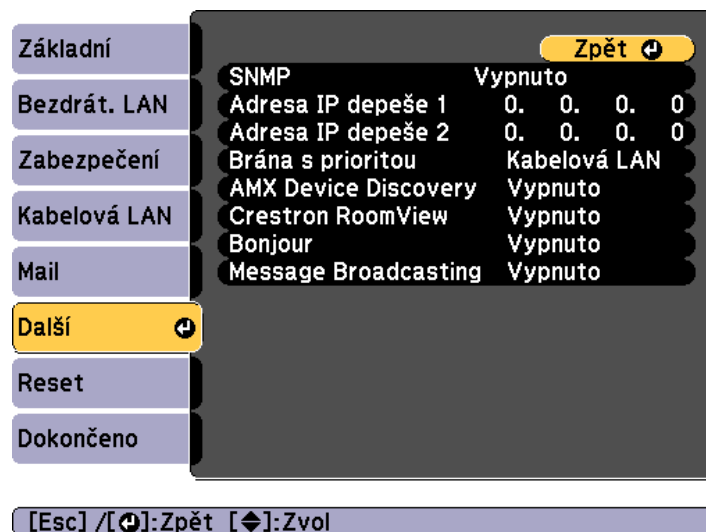 Základní
Bezdrát. LAN
Zabezpečení
Kabelová LAN
Mail
Další
Reset
Dokončeno
Zpět
SNMP Vypnuto
Adresa IP depeše 1 0. 0. 0. 0
Adresa IP depeše 2 0. 0. 0. 0
Brána s prioritou Kabelová LAN
AMX Device Discovery Vypnuto
Crestron RoomView Vypnuto
Bonjour Vypnuto
Message Broadcasting Vypnuto
[Esc] /[⏎]:Zpět [◆]:Zvol